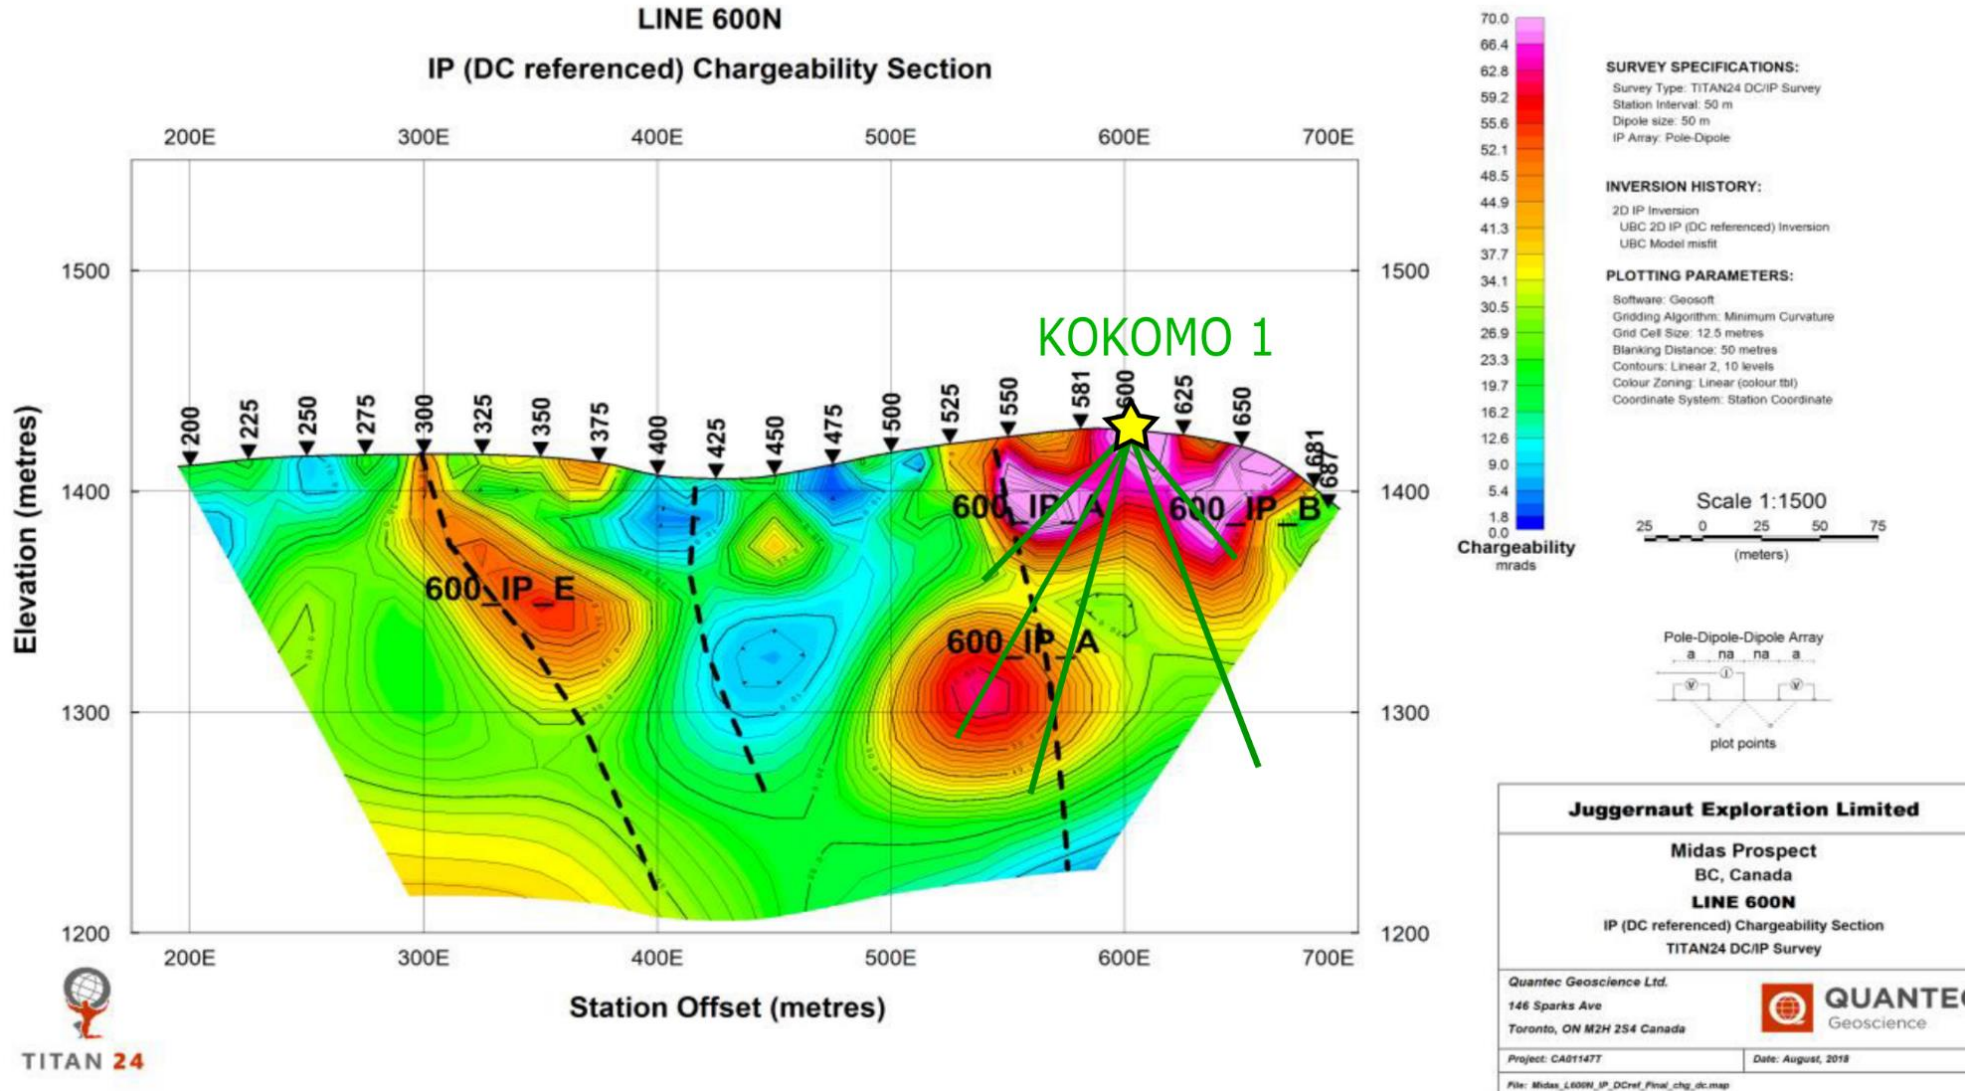 LINE 600N
IP (DC referenced) Chargeability Section
200E 300E 400E 500E 600E 700E
1500 1500
KOKOMO 1
200 225 250 275 300 325 350 375 400 425 450 475 500 525 550 581 600 625 650 681 687
1400 1400
600_IP_A 600_IP_B
600_IP_E
600_IP_A
1300 1300
1200 1200
200E 300E 400E 500E 600E 700E
Elevation (metres)
Station Offset (metres)
TITAN 24
70.0
66.4
62.8
59.2
55.6
52.1
48.5
44.9
41.3
37.7
34.1
30.5
26.9
23.3
19.7
16.2
12.6
9.0
5.4
1.8
0.0
Chargeability
mrads
SURVEY SPECIFICATIONS:
Survey Type: TITAN24 DC/IP Survey
Station Interval: 50 m
Dipole size: 50 m
IP Array: Pole-Dipole
INVERSION HISTORY:
2D IP Inversion
UBC 2D IP (DC referenced) Inversion
UBC Model misfit
PLOTTING PARAMETERS:
Software: Geosoft
Gridding Algorithm: Minimum Curvature
Grid Cell Size: 12.5 metres
Blanking Distance: 50 metres
Contours: Linear 2, 10 levels
Colour Zoning: Linear (colour.tbl)
Coordinate System: Station Coordinate
Scale 1:1500
25 0 25 50 75
(meters)
Pole-Dipole-Dipole Array
a na na a
V I V
plot points
Juggernaut Exploration Limited
Midas Prospect
BC, Canada
LINE 600N
IP (DC referenced) Chargeability Section
TITAN24 DC/IP Survey
Quantec Geoscience Ltd.
146 Sparks Ave
Toronto, ON M2H 2S4 Canada
QUANTEC
Geoscience
Project: CA01147T
Date: August, 2018
File: Midas_L600N_IP_DCref_Final_chg_dc.map